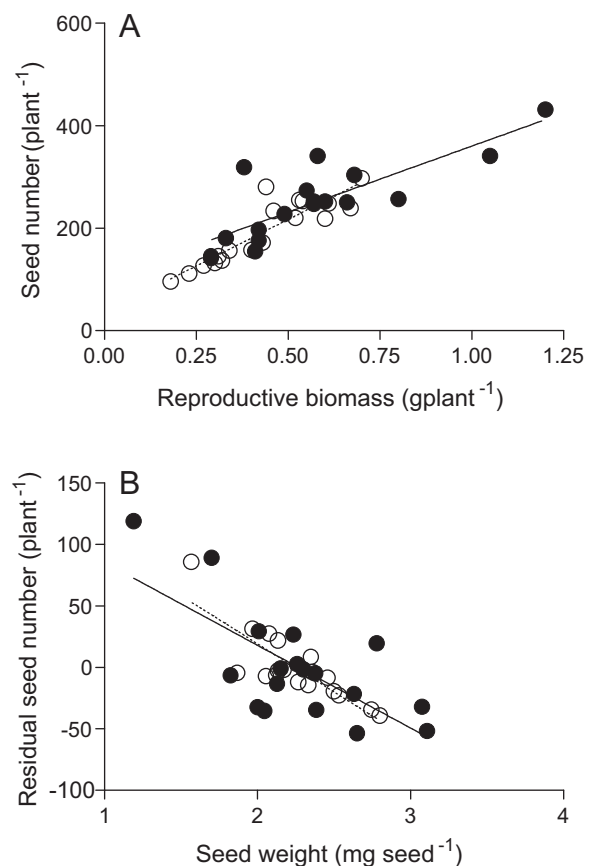 A
Seed number (plant⁻¹)
600
400
200
0
0.00 0.25 0.50 0.75 1.00 1.25
Reproductive biomass (gplant⁻¹)
B
Residual seed number (plant⁻¹)
150
100
50
0
-50
-100
1 2 3 4
Seed weight (mg seed⁻¹)